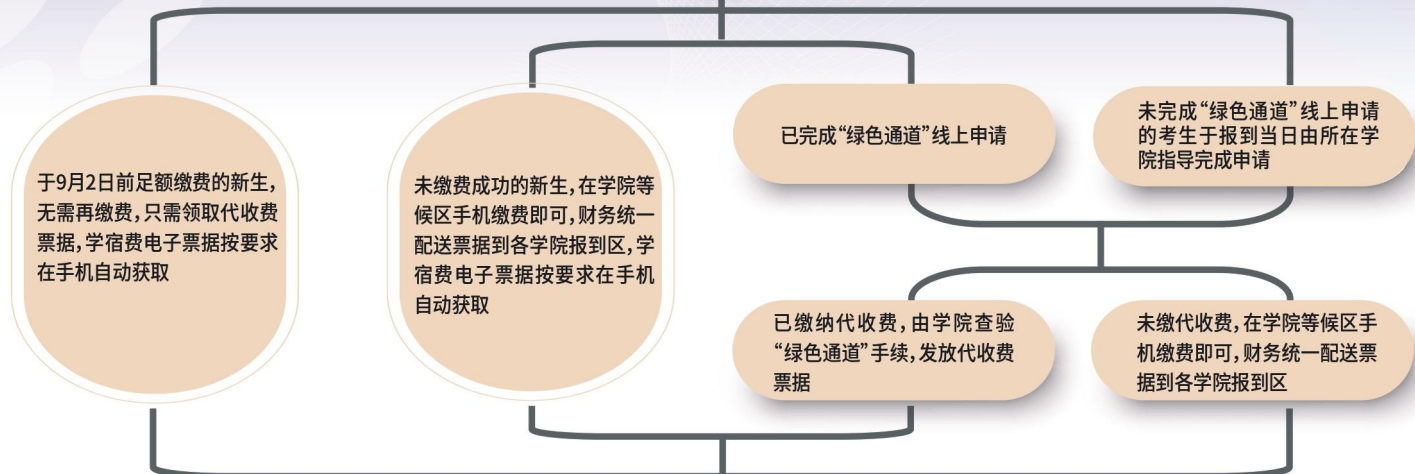 于9月2日前足额缴费的新生,
无需再缴费,只需领取代收费
票据,学宿费电子票据按要求
在手机自动获取
未缴费成功的新生,在学院等
候区手机缴费即可,财务统一
配送票据到各学院报到区,学
宿费电子票据按要求在手机
自动获取
已完成“绿色通道”线上申请
未完成“绿色通道”线上申请
的考生于报到当日由所在学
院指导完成申请
已缴纳代收费,由学院查验
“绿色通道”手续,发放代收费
票据
未缴代收费,在学院等候区手
机缴费即可,财务统一配送票
据到各学院报到区